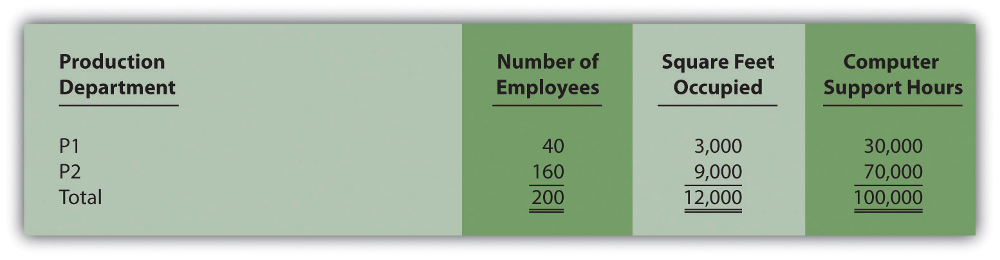 Production Department Number of Employees Square Feet Occupied Computer Support Hours
P1 40 3,000 30,000
P2 160 9,000 70,000
Total 200 12,000 100,000